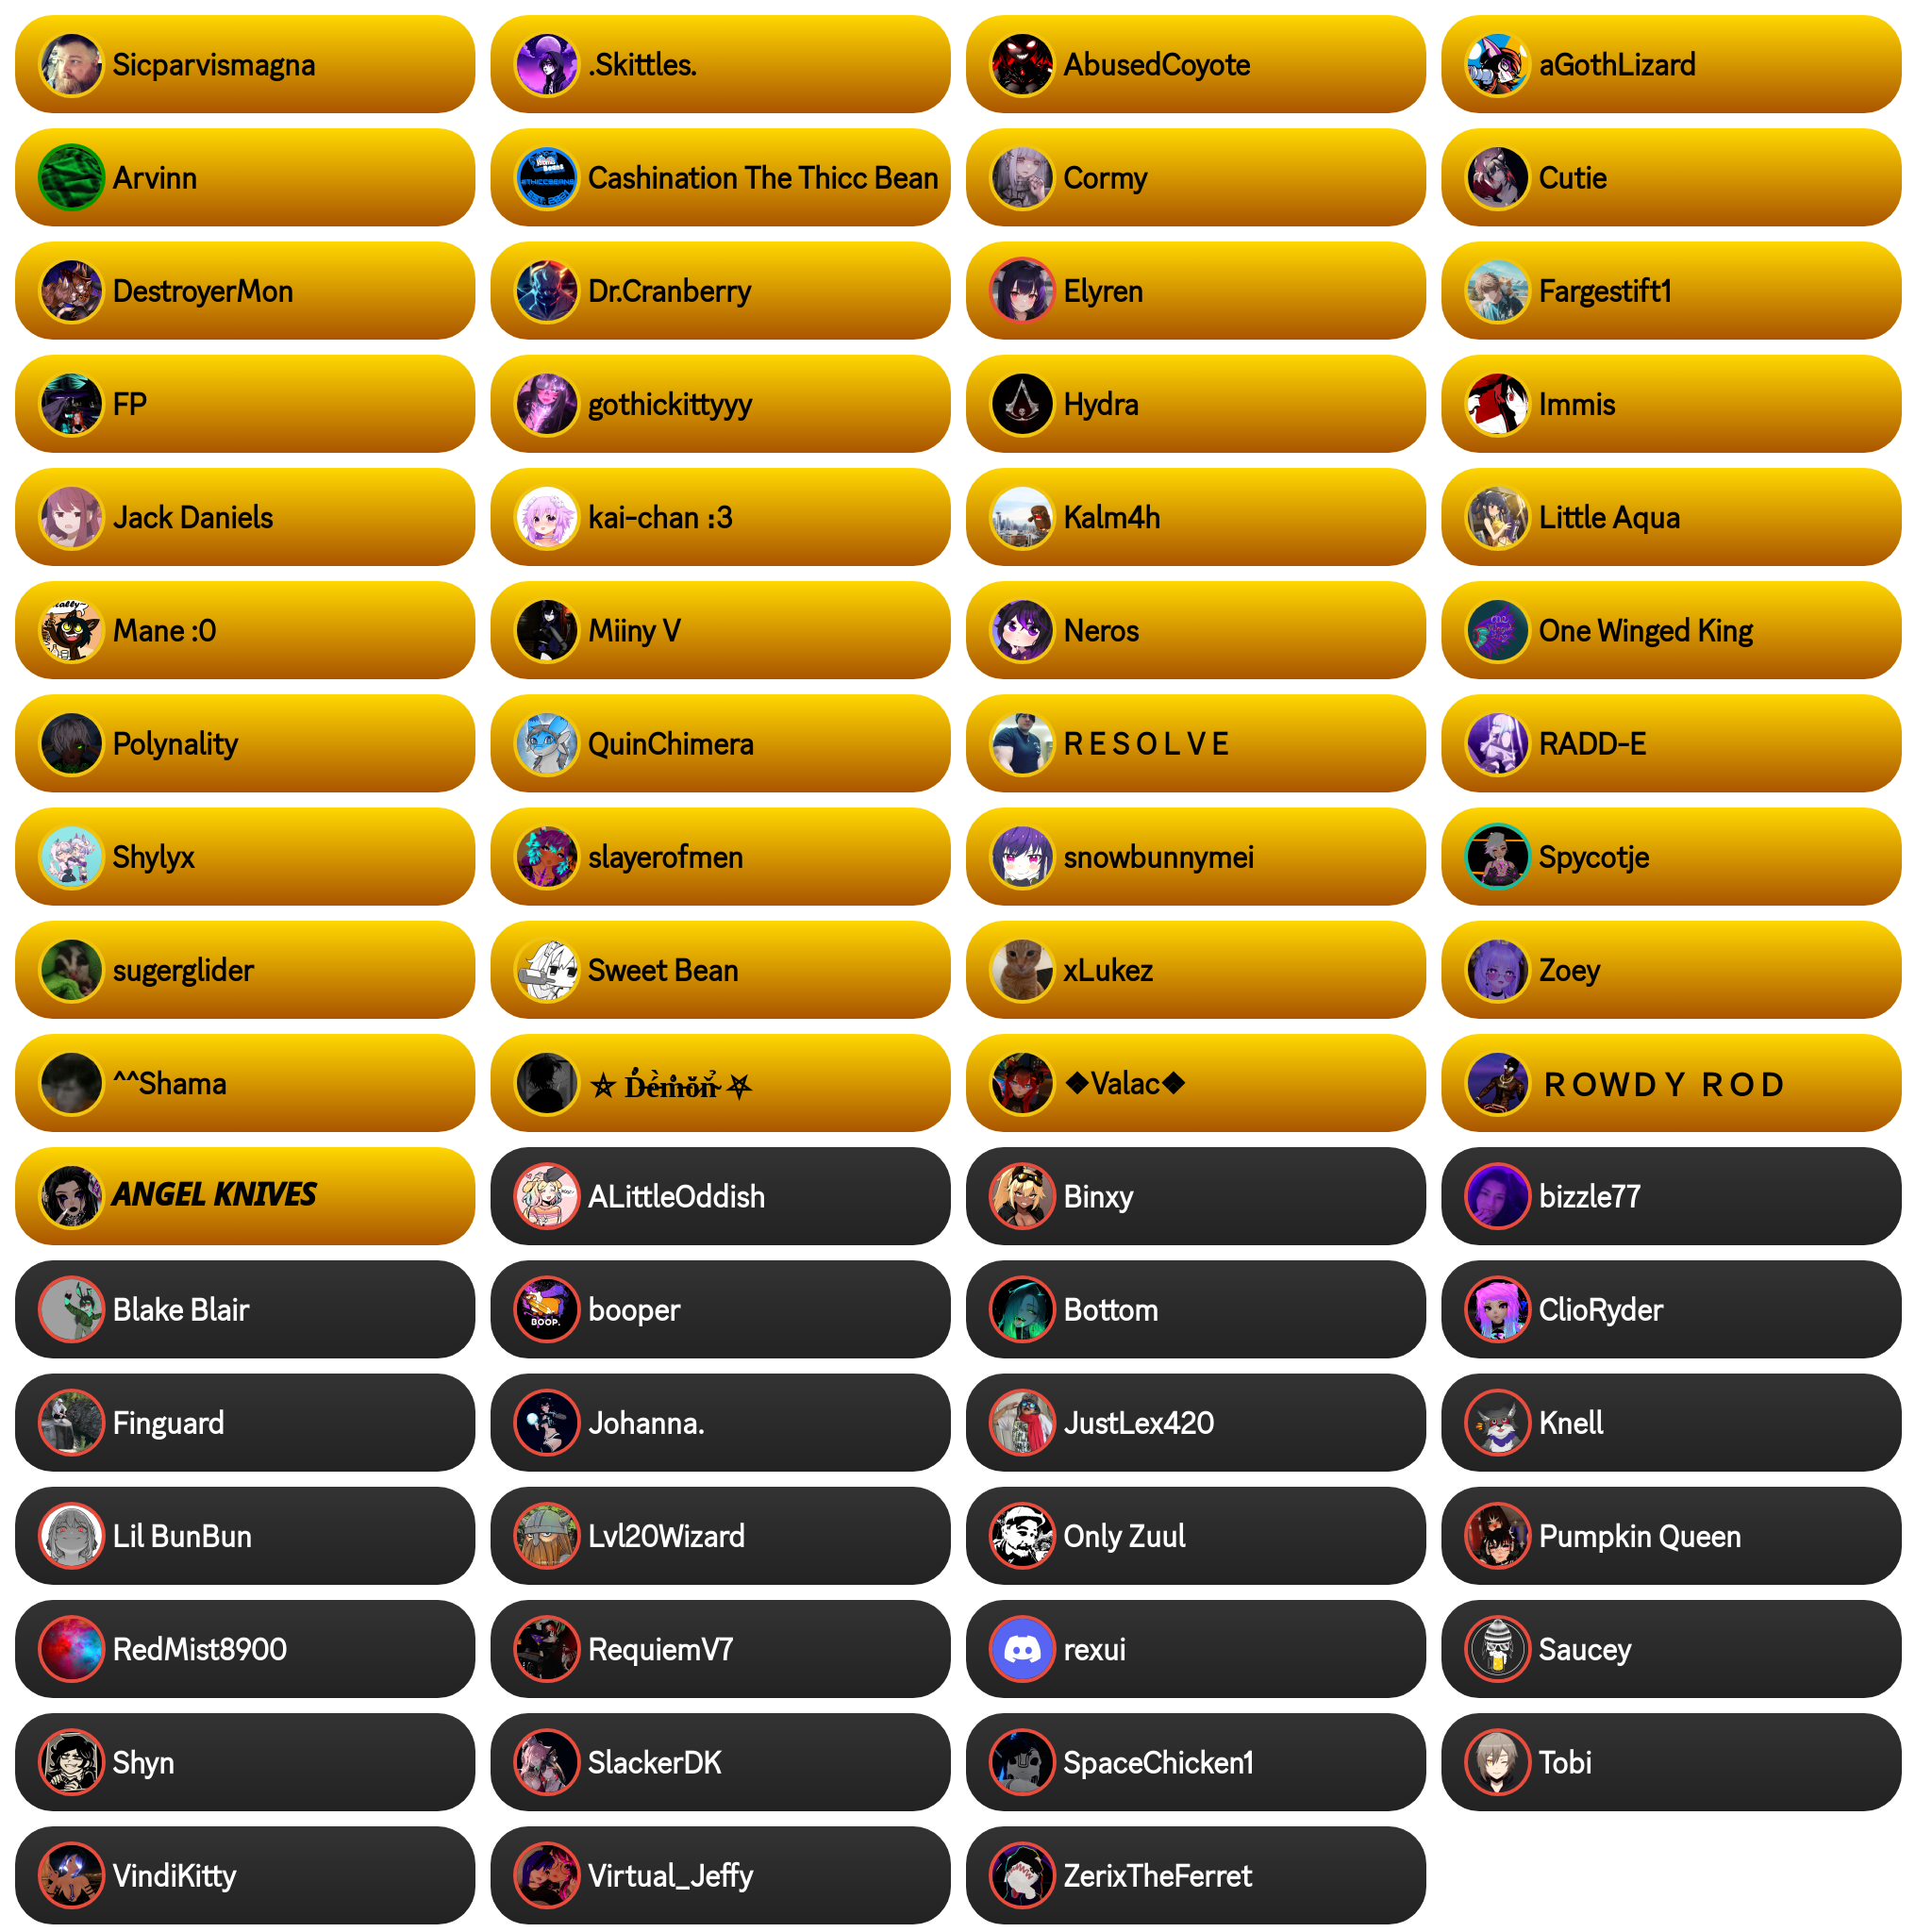 Sicparvismagna
.Skittles.
AbusedCoyote
aGothLizard
Arvinn
Cashination The Thicc Bean
Cormy
Cutie
DestroyerMon
Dr.Cranberry
Elyren
Fargestift1
FP
gothickittyyy
Hydra
Immis
Jack Daniels
kai-chan :3
Kalm4h
Little Aqua
Mane :0
Miiny V
Neros
One Winged King
Polynality
QuinChimera
R E S O L V E
RADD-E
Shylyx
slayerofmen
snowbunnymei
Spycotje
sugerglider
Sweet Bean
xLukez
Zoey
^^Shama
❖Valac❖
ＲＯＷＤＹ ＲＯＤ
ANGEL KNIVES
ALittleOddish
Binxy
bizzle77
Blake Blair
booper
BOOP.
Bottom
ClioRyder
Finguard
Johanna.
JustLex420
Knell
Lil BunBun
Lvl20Wizard
Only Zuul
Pumpkin Queen
RedMist8900
RequiemV7
rexui
Saucey
Shyn
SlackerDK
SpaceChicken1
Tobi
VindiKitty
Virtual_Jeffy
ZerixTheFerret